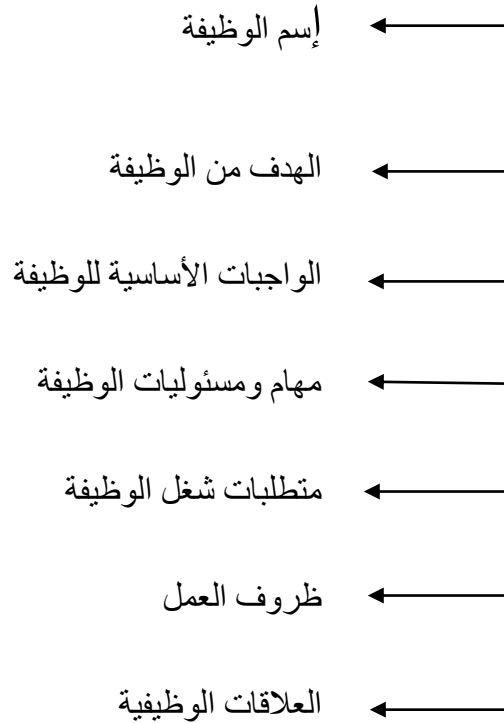 إسم الوظيفة
الهدف من الوظيفة
الواجبات الأساسية للوظيفة
مهام ومسئوليات الوظيفة
متطلبات شغل الوظيفة
ظروف العمل
العلاقات الوظيفية